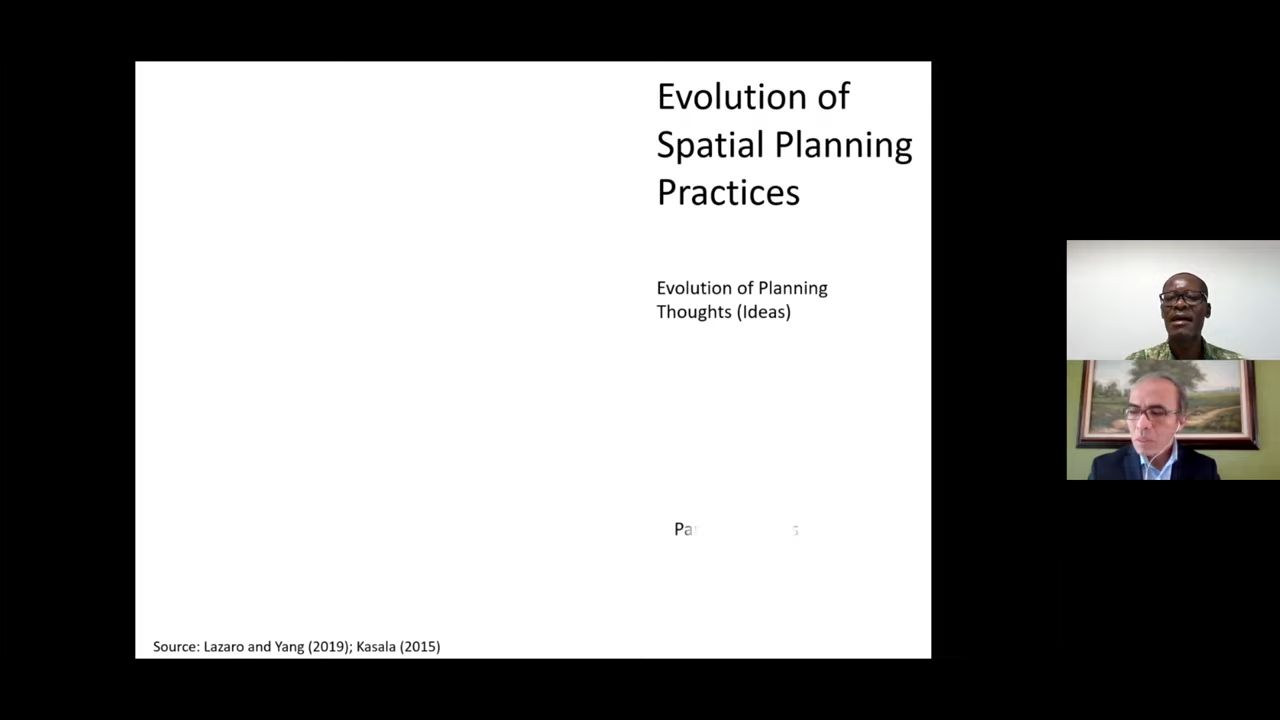 Evolution of
Spatial Planning
Practices
Evolution of Planning
Thoughts (Ideas)
Source: Lazaro and Yang (2019); Kasala (2015)